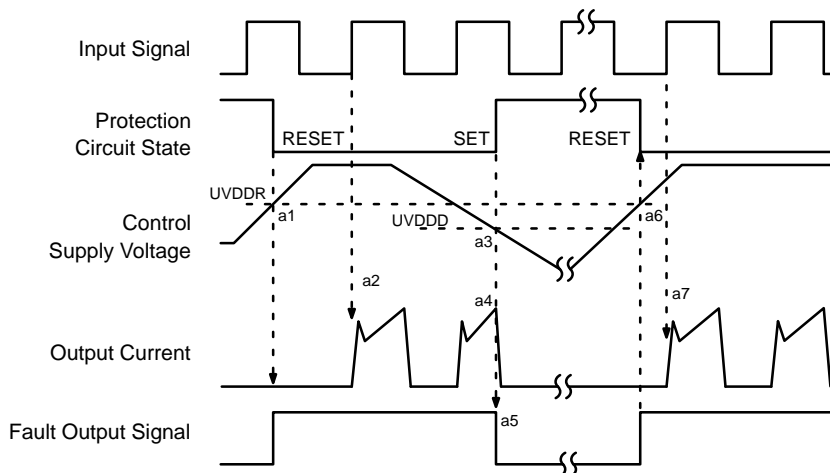 Input Signal
Protection
Circuit State
RESET
SET
RESET
UVDDR
a1
a6
Control
Supply Voltage
UVDDD
a3
a2
a4
a7
Output Current
Fault Output Signal
a5